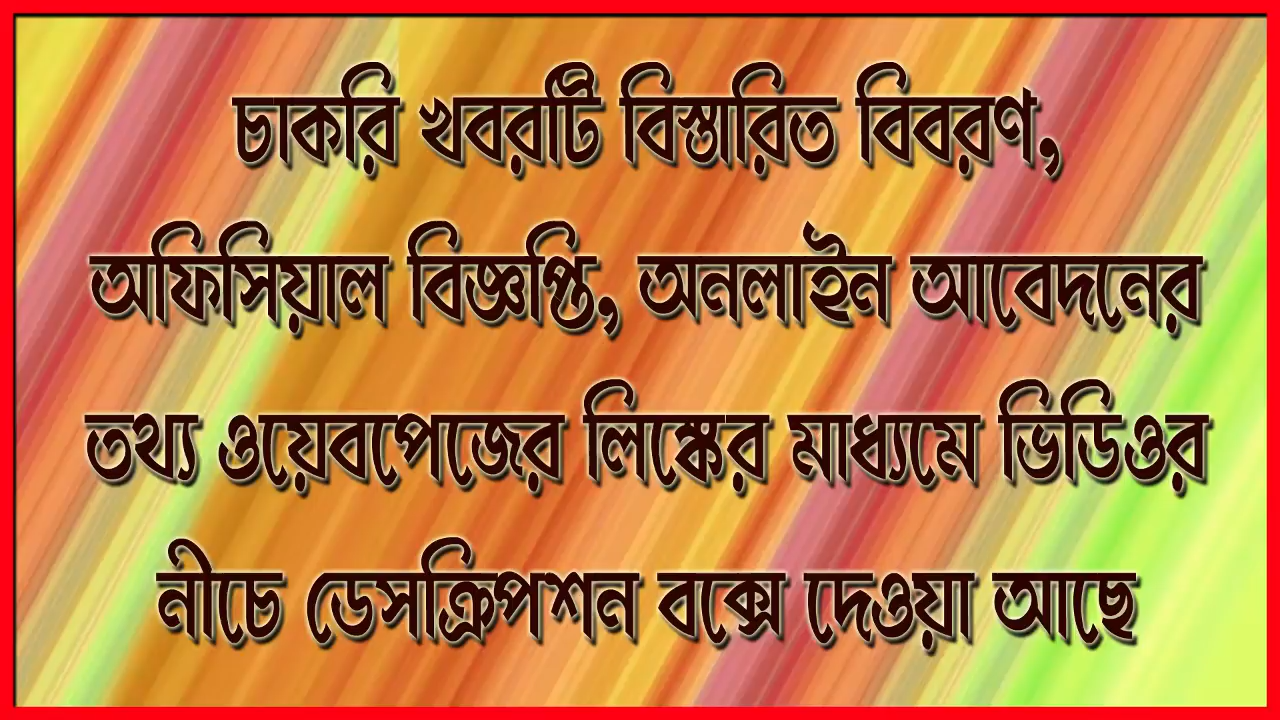 চাকরি খবরটি বিস্তারিত বিবরণ,
অফিসিয়াল বিজ্ঞপ্তি, অনলাইন আবেদনের
তথ্য ওয়েবপেজের লিঙ্কের মাধ্যমে ভিডিওর
নীচে ডেসক্রিপশন বক্সে দেওয়া আছে